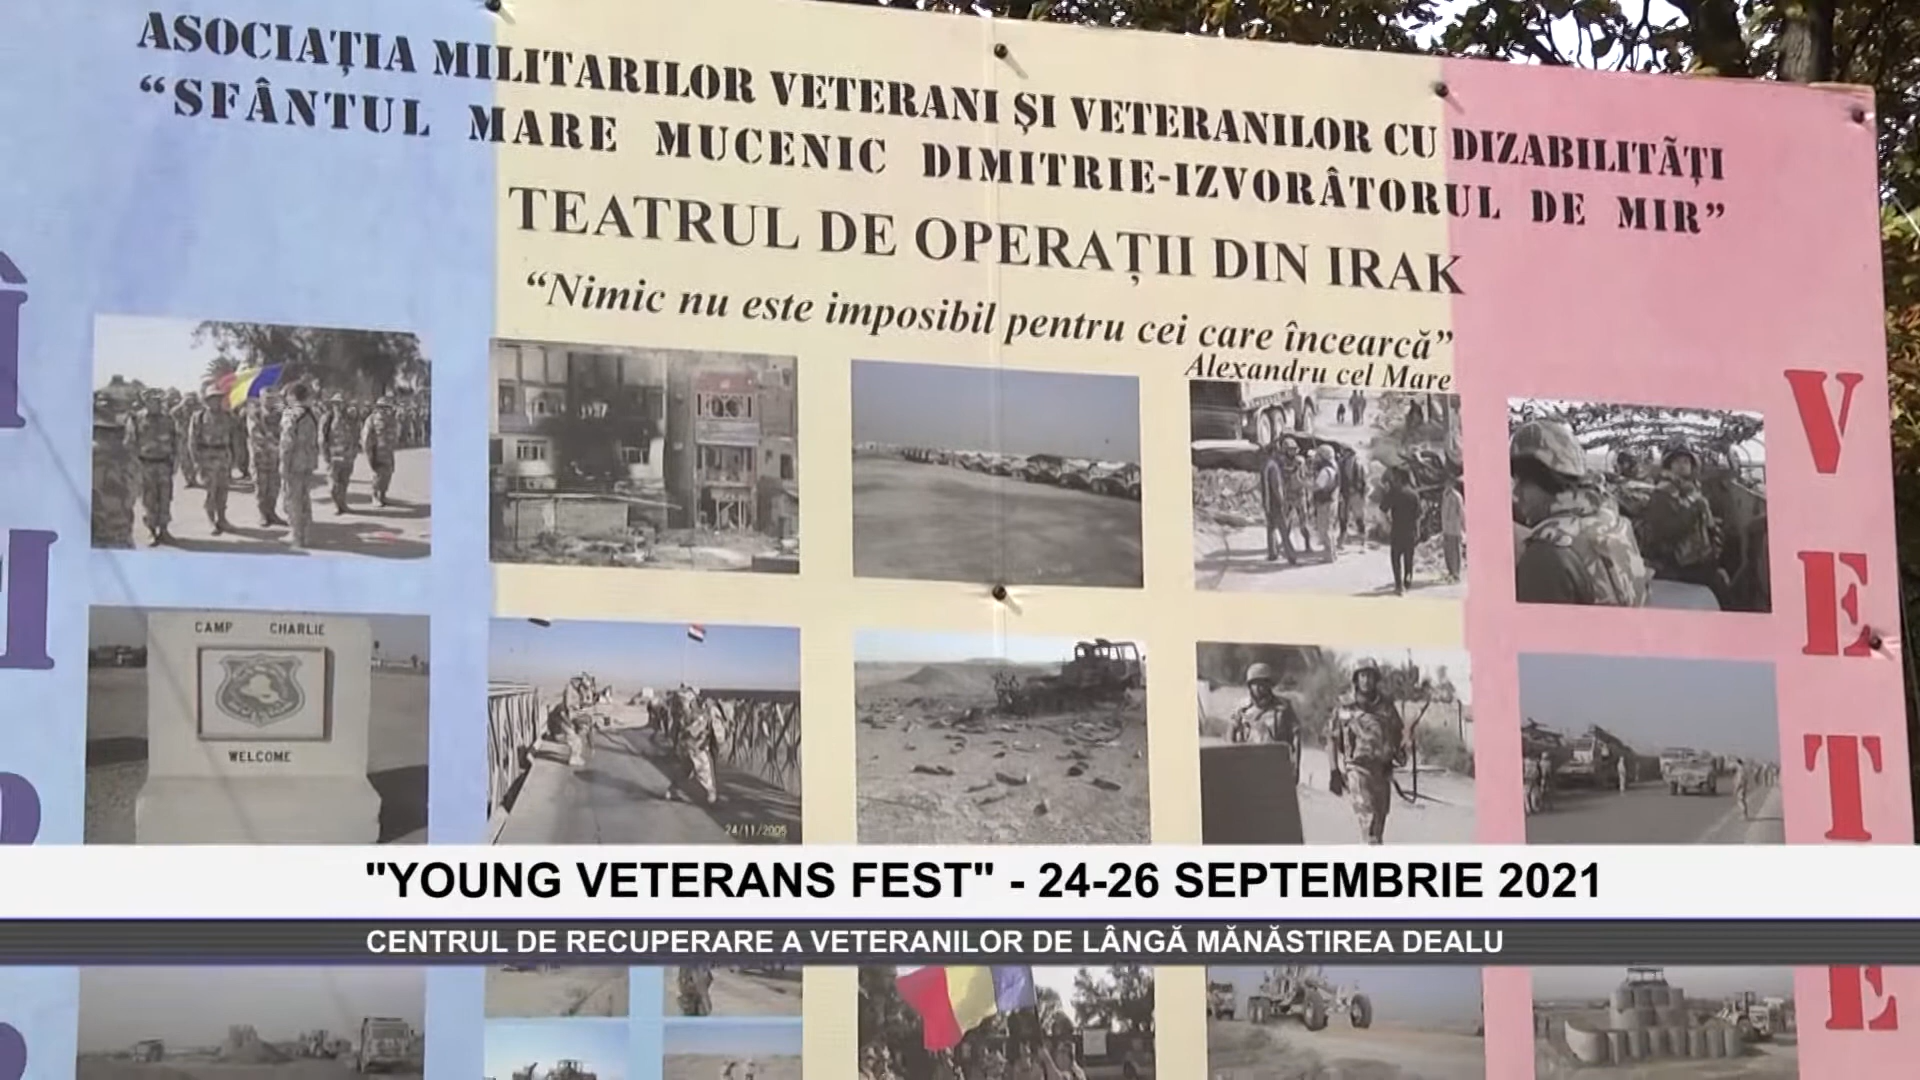 ASOCIAȚIA MILITARILOR VETERANI ȘI VETERANILOR CU DIZABILITĂȚI
“SFÂNTUL MARE MUCENIC DIMITRIE-IZVORÂTORUL DE MIR”
TEATRUL DE OPERAȚII DIN IRAK
“Nimic nu este imposibil pentru cei care încearcă”
Alexandru cel Mare
CAMP CHARLIE
WELCOME
24/11/2005
V
E
T
E
"YOUNG VETERANS FEST" - 24-26 SEPTEMBRIE 2021
CENTRUL DE RECUPERARE A VETERANILOR DE LÂNGĂ MĂNĂSTIREA DEALU